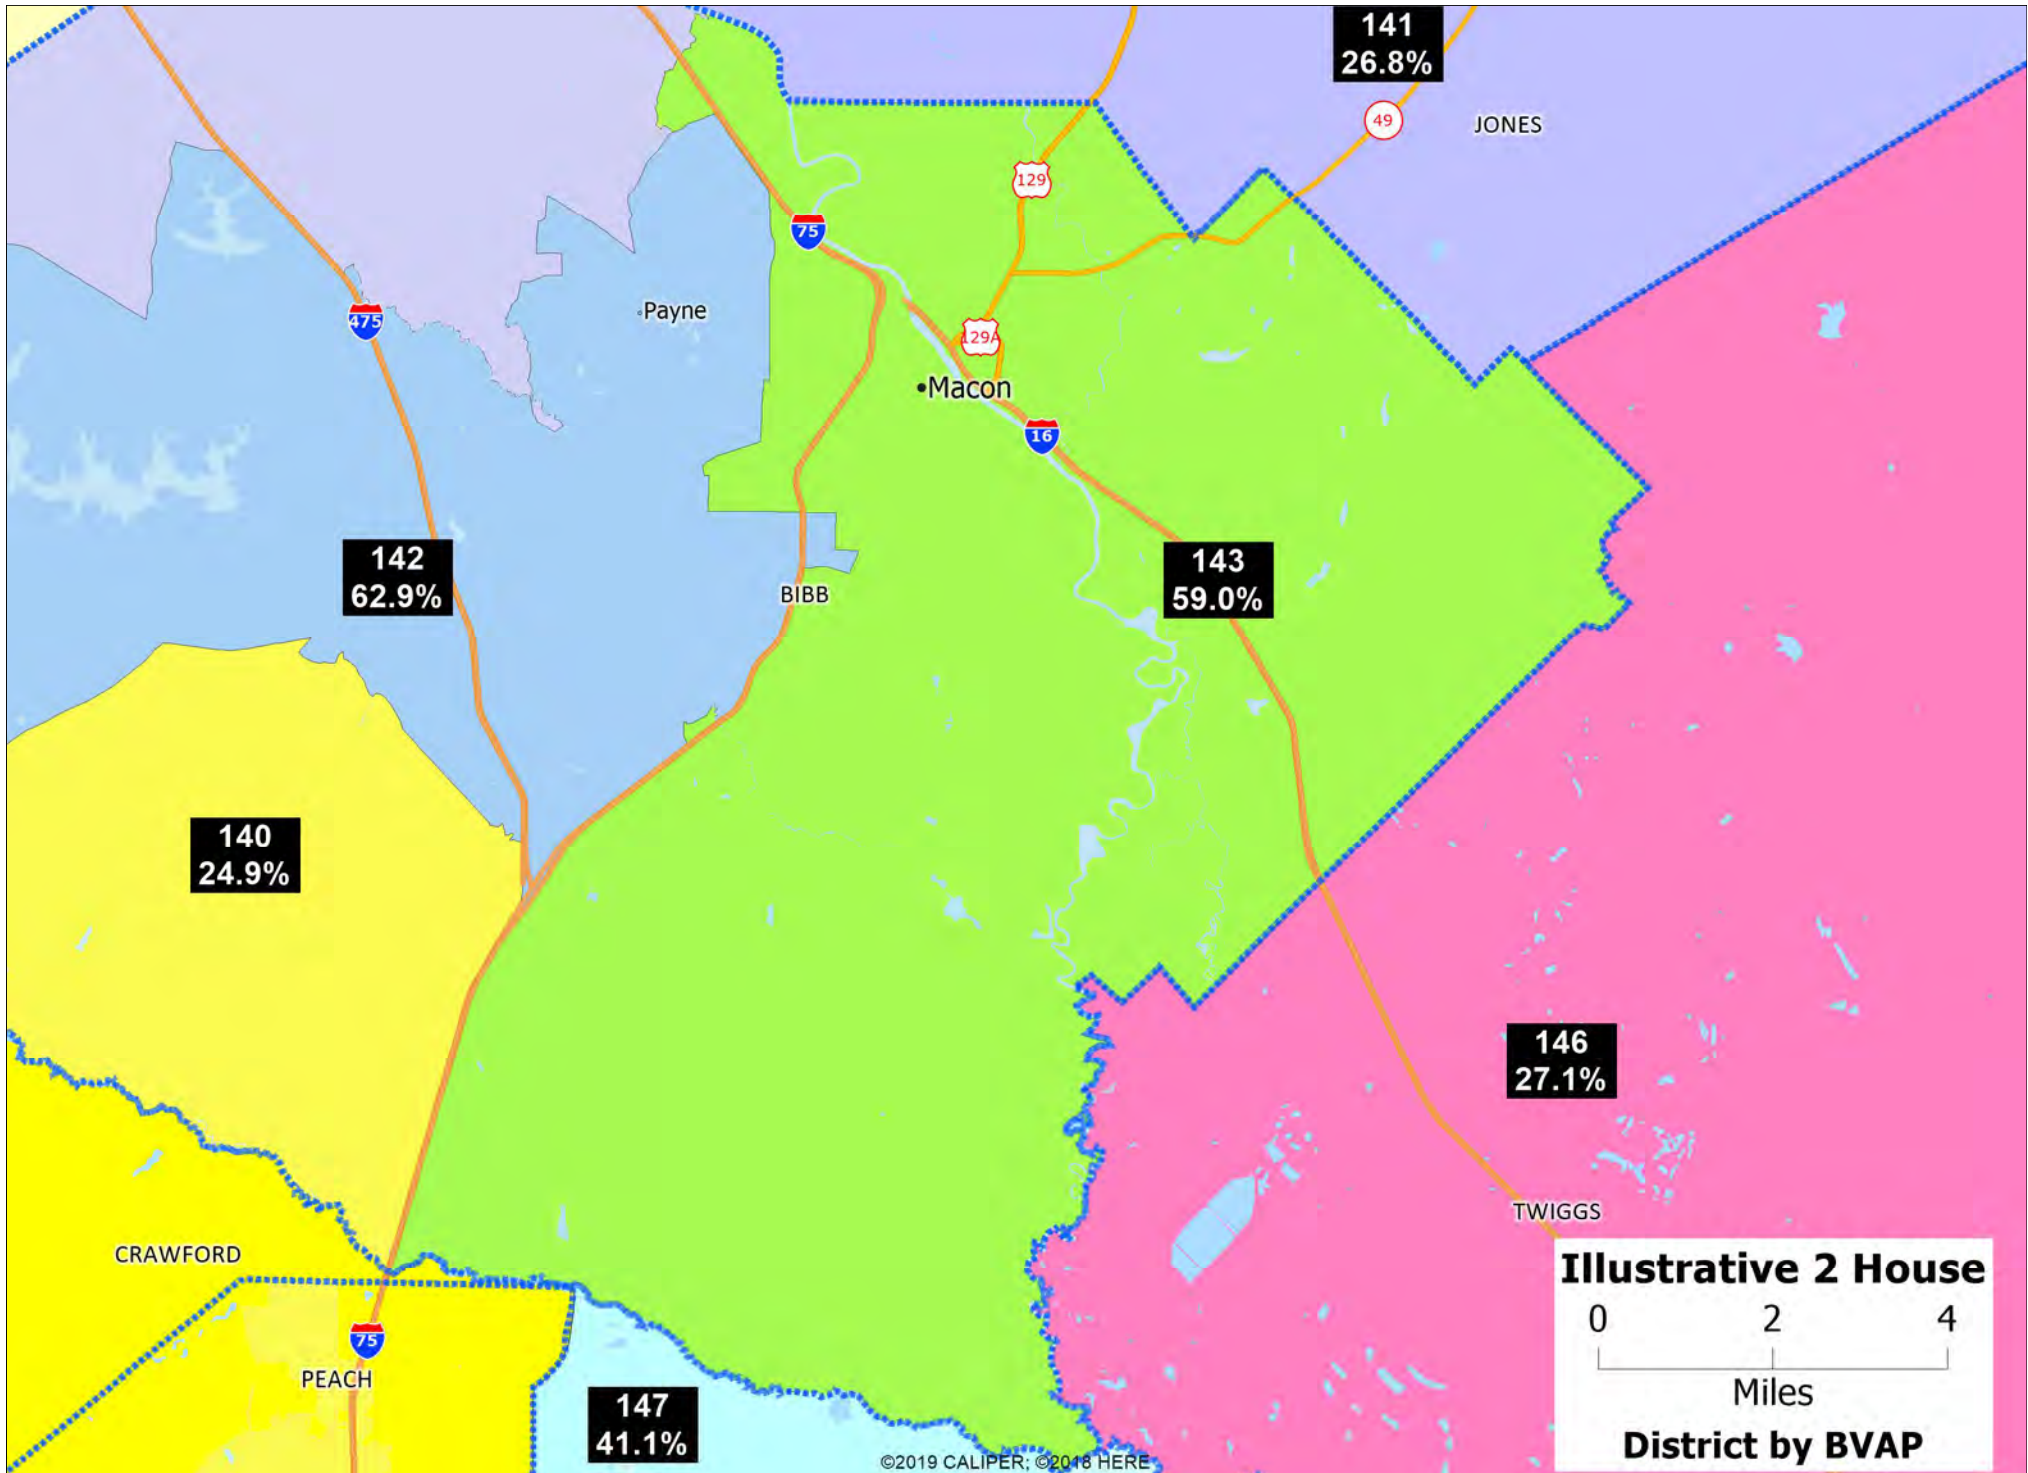 141
26.8%
49
JONES
129
75
475
Payne
129A
Macon
16
142
62.9%
143
59.0%
BIBB
140
24.9%
146
27.1%
TWIGGS
CRAWFORD
75
PEACH
147
41.1%
Illustrative 2 House
0 2 4
Miles
District by BVAP
©2019 CALIPER; ©2018 HERE